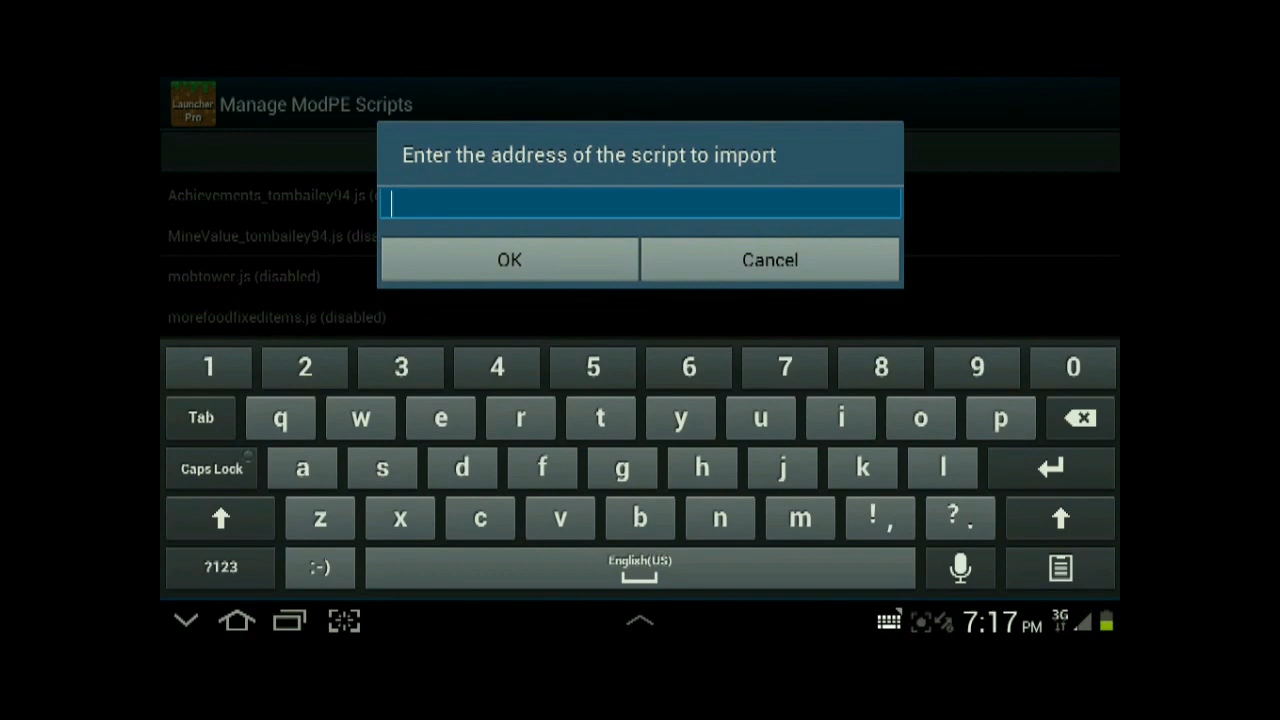 Launcher
Pro
Manage ModPE Scripts
Enter the address of the script to import
Achievements_tombailey94.js (
MineValue_tombailey94.js (disa
OK
Cancel
mobtower.js (disabled)
morefoodfixeditems.js (disabled)
1 2 3 4 5 6 7 8 9 0
Tab q w e r t y u i o p
Caps Lock a s d f g h j k l
z x c v b n m ! , ? .
?123 :-) English(US)
7:17 PM 3G